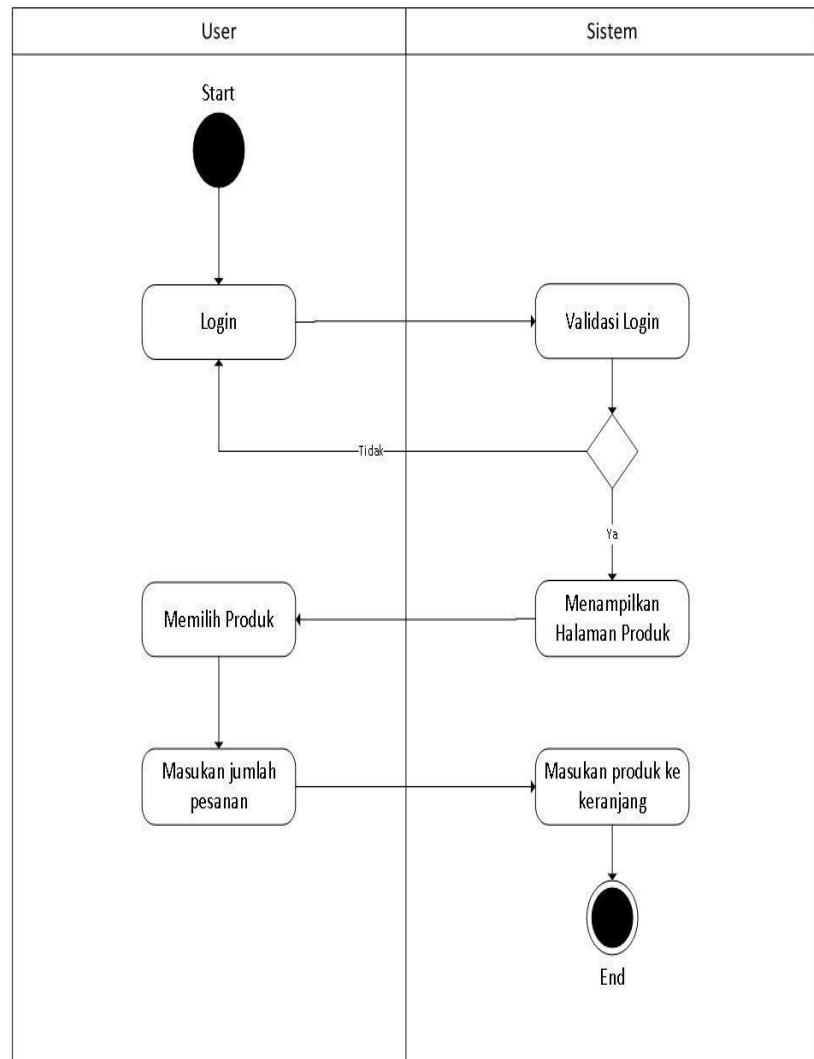 User
Sistem
Start
Login
Validasi Login
Tidak
Ya
Memilih Produk
Menampilkan
Halaman Produk
Masukan jumlah
pesanan
Masukan produk ke
keranjang
End